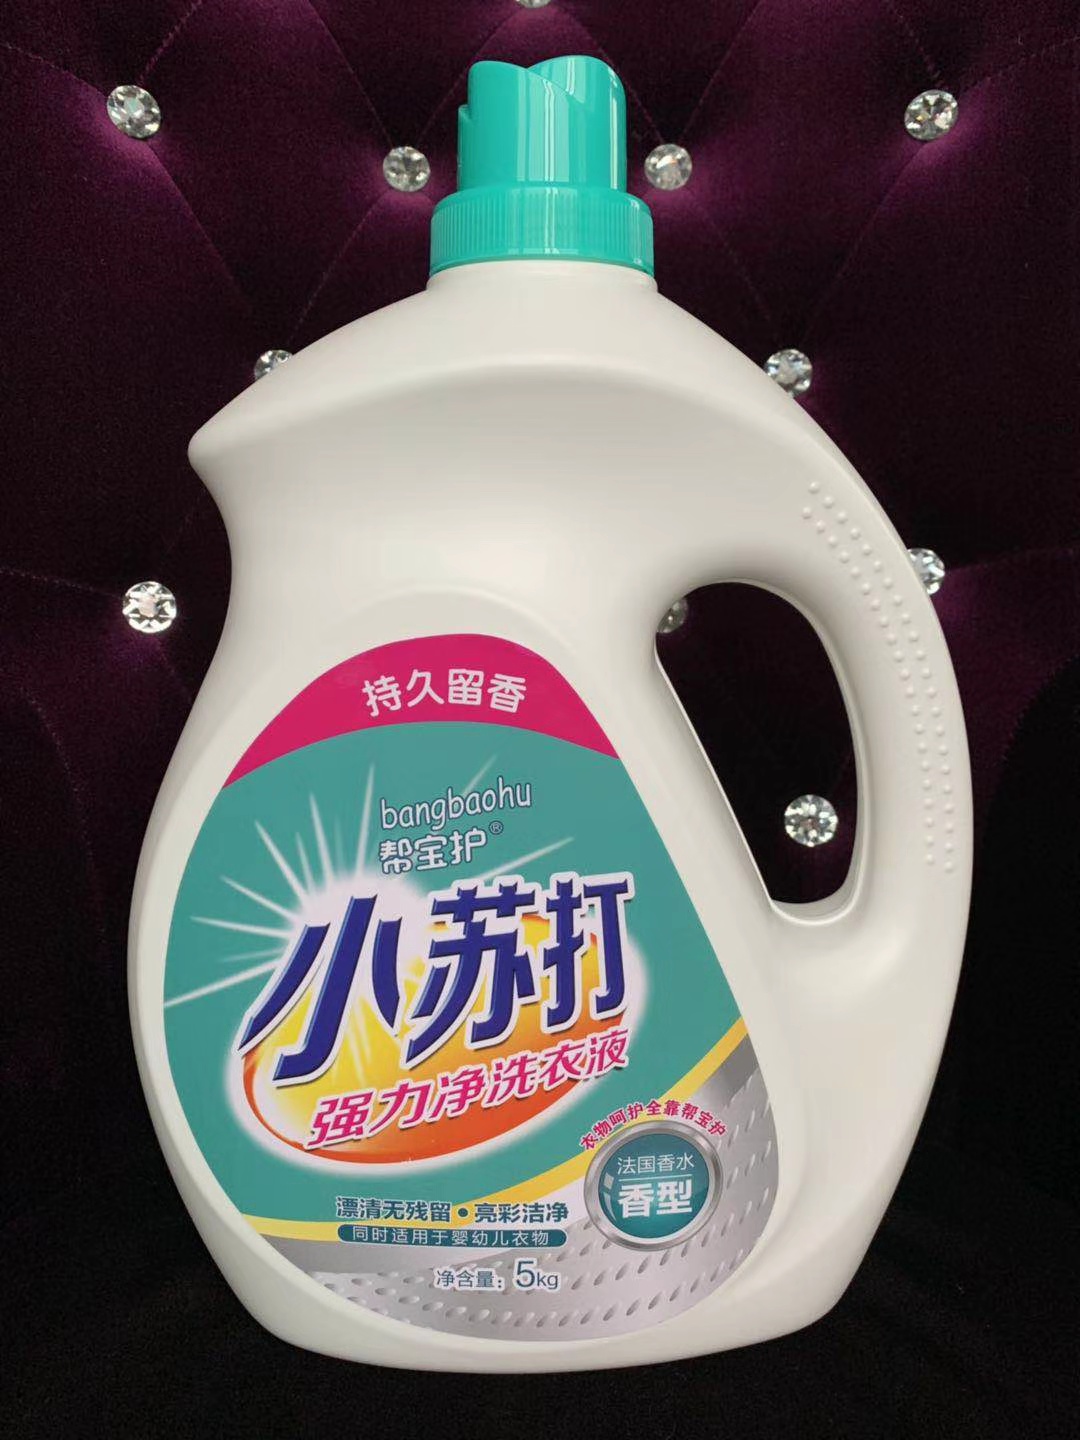 持久留香
bangbaohu
帮宝护®
小苏打
强力净洗衣液
衣物呵护全靠帮宝护
法国香水
香型
漂清无残留·亮彩洁净
同时适用于婴幼儿衣物
净含量：5kg